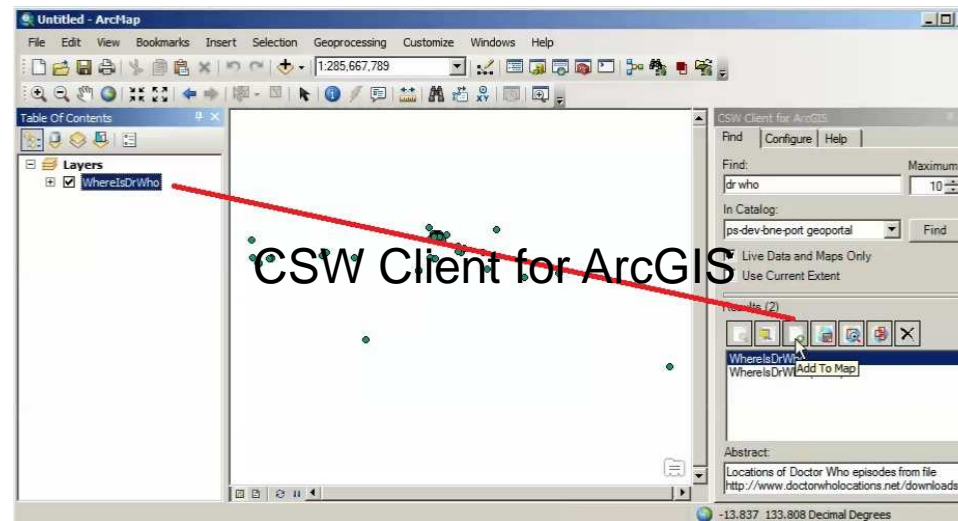 Untitled - ArcMap
File Edit View Bookmarks Insert Selection Geoprocessing Customize Windows Help
1:285,667,789
Table Of Contents
Layers
WhereIsDrWho
CSW Client for ArcGIS
CSW Client for ArcGIS
Find Configure Help
Find: Maximum
dr who 10
In Catalog:
ps-dev-bne-port geoportal Find
Live Data and Maps Only
Use Current Extent
Results (2)
WhereIsDrWho
Add To Map
Abstract:
Locations of Doctor Who episodes from file
http://www.doctorwholocations.net/downloads
-13.837 133.808 Decimal Degrees